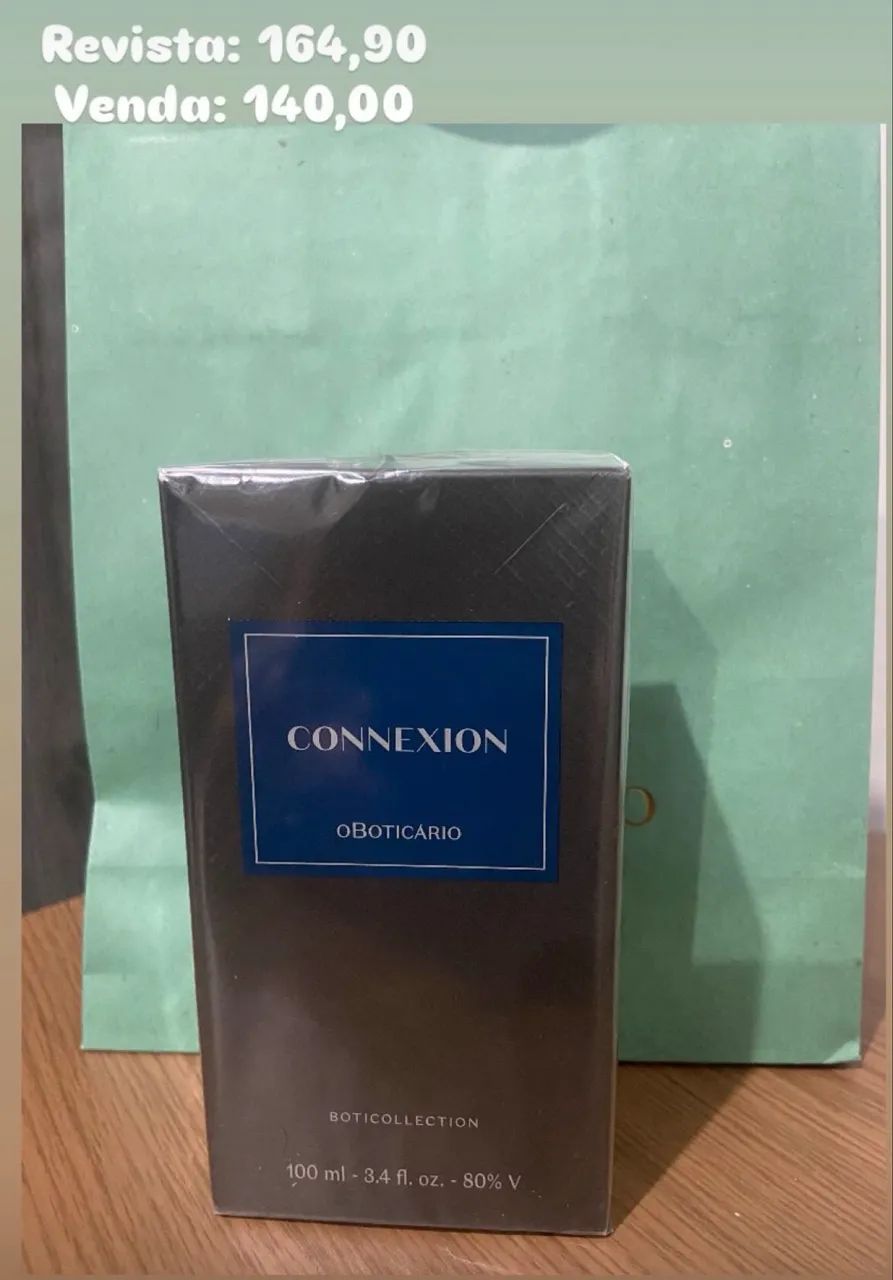 Revista: 164,90
Venda: 140,00
CONNEXION
oBOTICÁRIO
O
BOTICOLLECTION
100 ml - 3.4 fl. oz. - 80% V